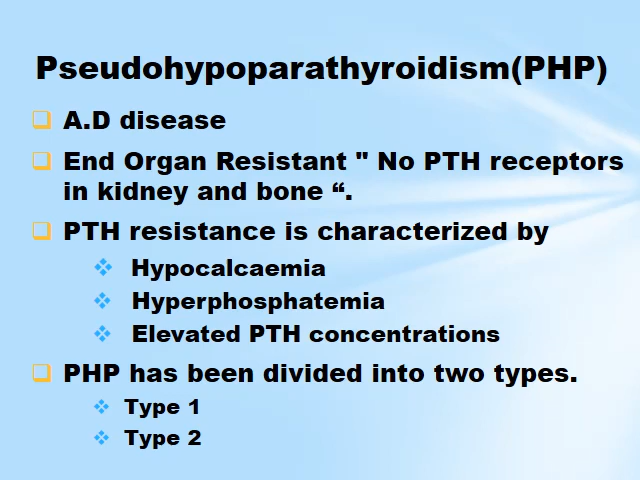 Pseudohypoparathyroidism(PHP)
A.D disease
End Organ Resistant " No PTH receptors
in kidney and bone “.
PTH resistance is characterized by
Hypocalcaemia
Hyperphosphatemia
Elevated PTH concentrations
PHP has been divided into two types.
Type 1
Type 2